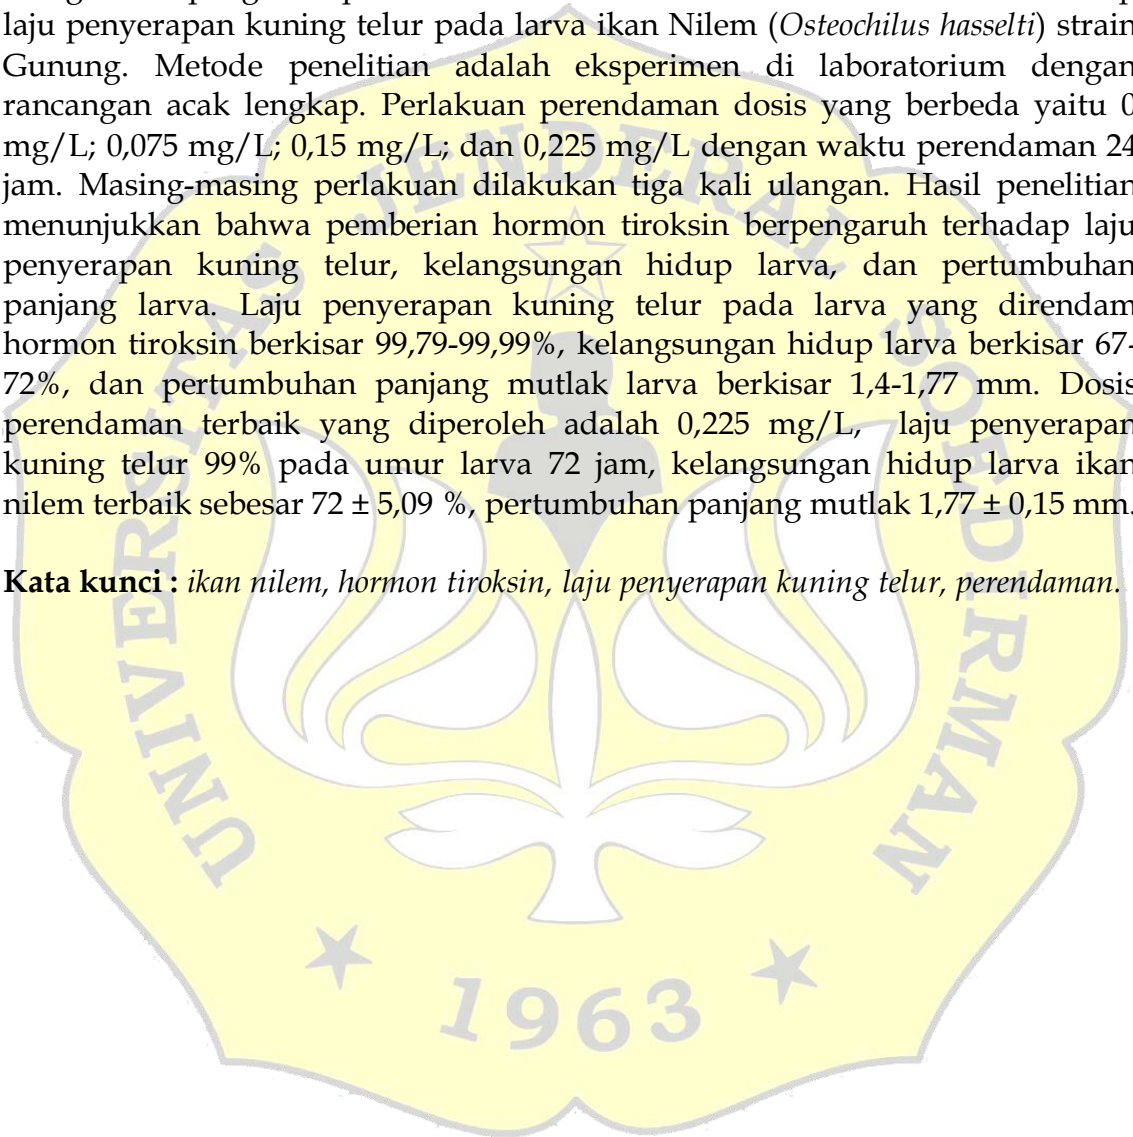 laju penyerapan kuning telur pada larva ikan Nilem (Osteochilus hasselti) strain
Gunung. Metode penelitian adalah eksperimen di laboratorium dengan
rancangan acak lengkap. Perlakuan perendaman dosis yang berbeda yaitu 0
mg/L; 0,075 mg/L; 0,15 mg/L; dan 0,225 mg/L dengan waktu perendaman 24
jam. Masing-masing perlakuan dilakukan tiga kali ulangan. Hasil penelitian
menunjukkan bahwa pemberian hormon tiroksin berpengaruh terhadap laju
penyerapan kuning telur, kelangsungan hidup larva, dan pertumbuhan
panjang larva. Laju penyerapan kuning telur pada larva yang direndam
hormon tiroksin berkisar 99,79-99,99%, kelangsungan hidup larva berkisar 67-
72%, dan pertumbuhan panjang mutlak larva berkisar 1,4-1,77 mm. Dosis
perendaman terbaik yang diperoleh adalah 0,225 mg/L, laju penyerapan
kuning telur 99% pada umur larva 72 jam, kelangsungan hidup larva ikan
nilem terbaik sebesar 72 ± 5,09 %, pertumbuhan panjang mutlak 1,77 ± 0,15 mm.
Kata kunci : ikan nilem, hormon tiroksin, laju penyerapan kuning telur, perendaman.
UNIVERSITAS JENDERAL SOEDIRMAN
1963